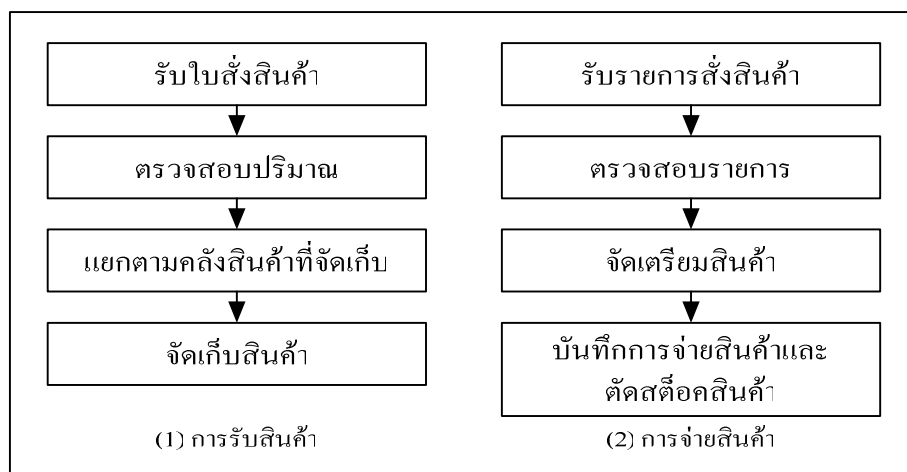 รับใบสั่งสินค้า
ตรวจสอบปริมาณ
แยกตามคลังสินค้าที่จัดเก็บ
จัดเก็บสินค้า
(1) การรับสินค้า
รับรายการสั่งสินค้า
ตรวจสอบรายการ
จัดเตรียมสินค้า
บันทึกการจ่ายสินค้าและ
ตัดสต็อคสินค้า
(2) การจ่ายสินค้า